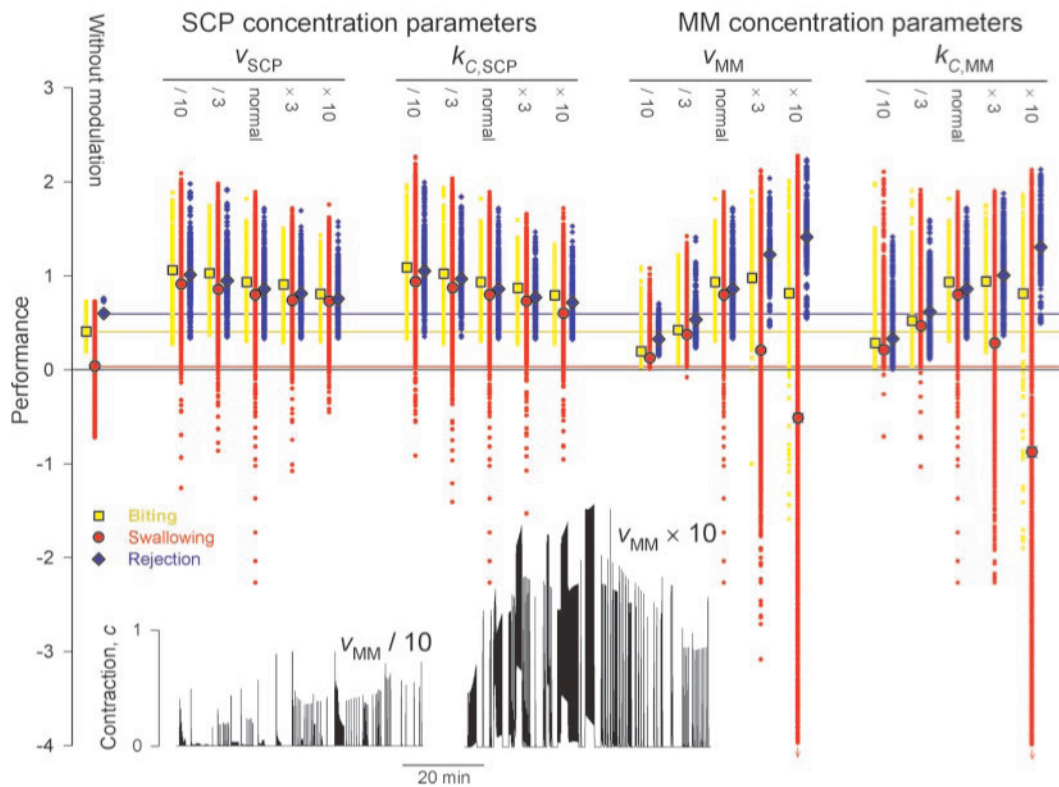 SCP concentration parameters
MM concentration parameters
Without modulation
vSCP
kC,SCP
vMM
kC,MM
/ 10
/ 3
normal
× 3
× 10
/ 10
/ 3
normal
× 3
× 10
/ 10
/ 3
normal
× 3
× 10
/ 10
/ 3
normal
× 3
× 10
Performance
3
2
1
0
-1
-2
-3
-4
Biting
Swallowing
Rejection
vMM / 10
vMM × 10
Contraction, c
1
0
20 min